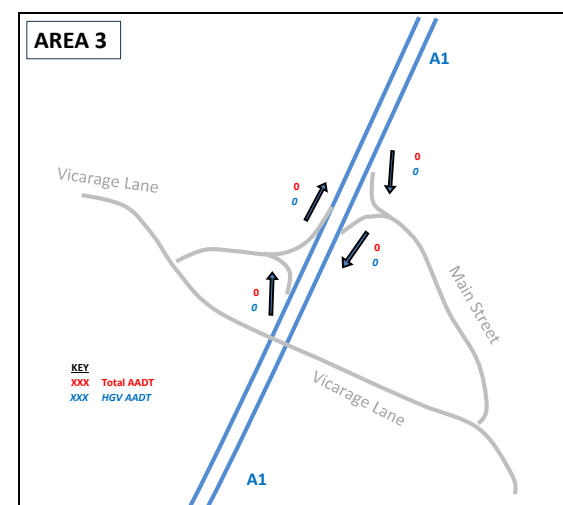 AREA 3
A1
0
0
Vicarage Lane
0
0
0
0
0
0
Main Street
KEY
XXX Total AADT
XXX HGV AADT
Vicarage Lane
A1